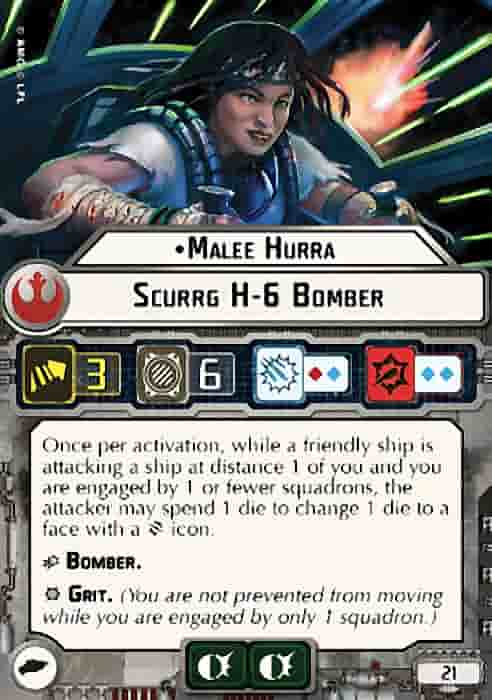 © AMG © LFL
•Malee Hurra
Scurrg H-6 Bomber
3 6
Once per activation, while a friendly ship is
attacking a ship at distance 1 of you and you
are engaged by 1 or fewer squadrons, the
attacker may spend 1 die to change 1 die to a
face with a icon.
Bomber.
Grit. (You are not prevented from moving
while you are engaged by only 1 squadron.)
21